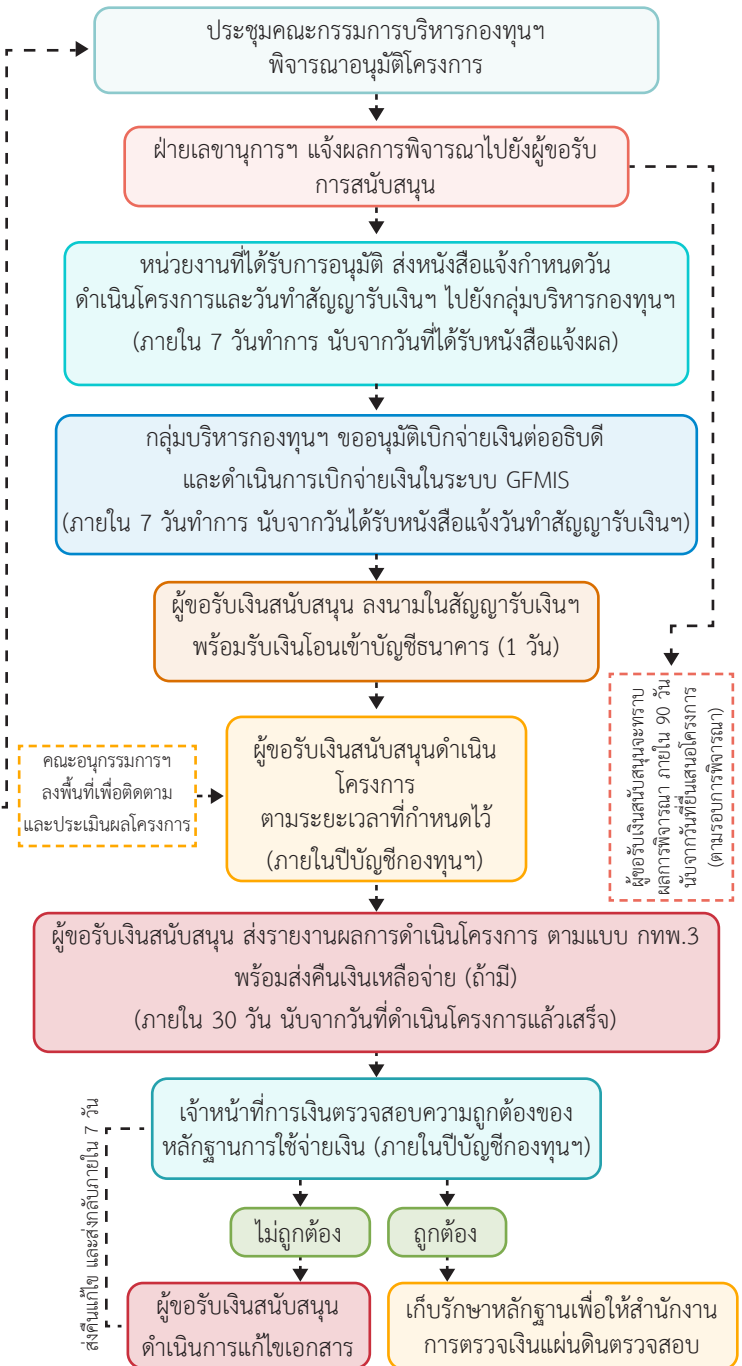 ประชุมคณะกรรมการบริหารกองทุนฯ
พิจารณาอนุมัติโครงการ
ฝ่ายเลขานุการฯ แจ้งผลการพิจารณาไปยังผู้ขอรับ
การสนับสนุน
หน่วยงานที่ได้รับการอนุมัติ ส่งหนังสือแจ้งกำหนดวัน
ดำเนินโครงการและวันทำสัญญารับเงินฯ ไปยังกลุ่มบริหารกองทุนฯ
(ภายใน 7 วันทำการ นับจากวันที่ได้รับหนังสือแจ้งผล)
กลุ่มบริหารกองทุนฯ ขออนุมัติเบิกจ่ายเงินต่ออธิบดี
และดำเนินการเบิกจ่ายเงินในระบบ GFMIS
(ภายใน 7 วันทำการ นับจากวันได้รับหนังสือแจ้งวันทำสัญญารับเงินฯ)
ผู้ขอรับเงินสนับสนุน ลงนามในสัญญารับเงินฯ
พร้อมรับเงินโอนเข้าบัญชีธนาคาร (1 วัน)
ผู้ขอรับเงินสนับสนุนจะทราบ
ผลการพิจารณา ภายใน 90 วัน
นับจากวันที่ยื่นเสนอโครงการ
(ตามรอบการพิจารณา)
คณะอนุกรรมการฯ
ลงพื้นที่เพื่อติดตาม
และประเมินผลโครงการ
ผู้ขอรับเงินสนับสนุนดำเนิน
โครงการ
ตามระยะเวลาที่กำหนดไว้
(ภายในปีบัญชีกองทุนฯ)
ผู้ขอรับเงินสนับสนุน ส่งรายงานผลการดำเนินโครงการ ตามแบบ กทพ.3
พร้อมส่งคืนเงินเหลือจ่าย (ถ้ามี)
(ภายใน 30 วัน นับจากวันที่ดำเนินโครงการแล้วเสร็จ)
เจ้าหน้าที่การเงินตรวจสอบความถูกต้องของ
หลักฐานการใช้จ่ายเงิน (ภายในปีบัญชีกองทุนฯ)
ส่งคืนแก้ไข และส่งกลับภายใน 7 วัน
ไม่ถูกต้อง
ถูกต้อง
ผู้ขอรับเงินสนับสนุน
ดำเนินการแก้ไขเอกสาร
เก็บรักษาหลักฐานเพื่อให้สำนักงาน
การตรวจเงินแผ่นดินตรวจสอบ